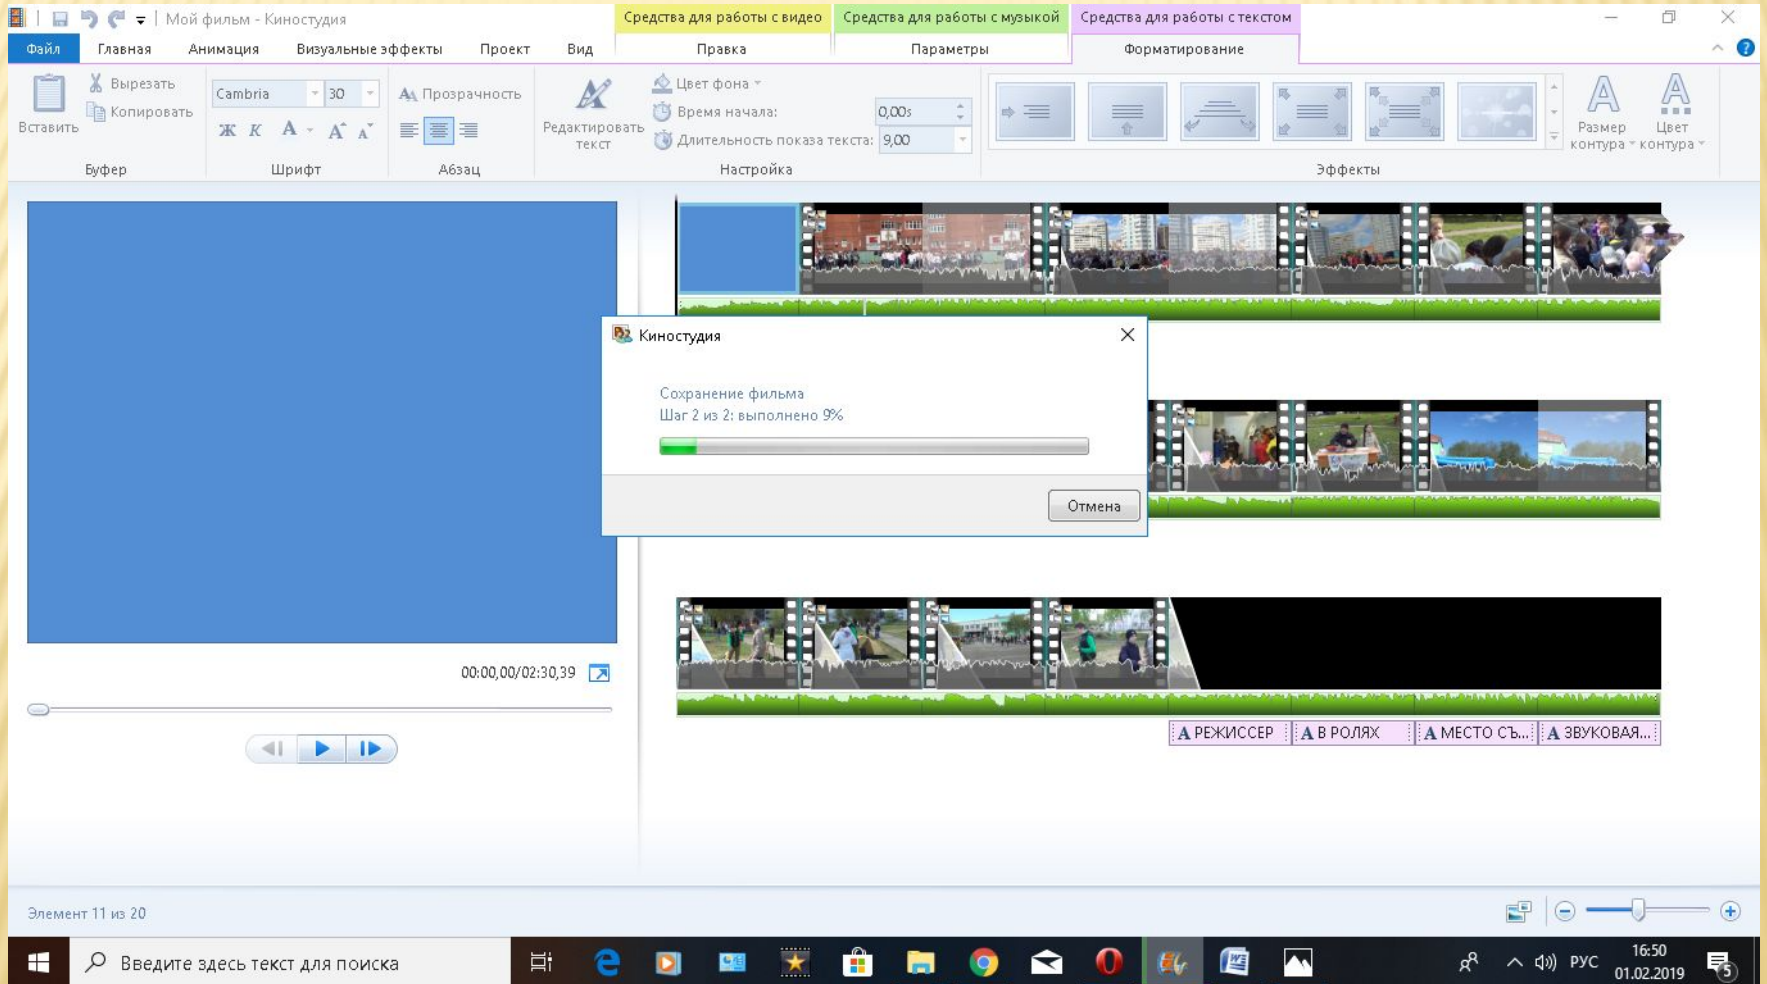 Мой фильм - Киностудия
Средства для работы с видео
Средства для работы с музыкой
Средства для работы с текстом
Файл
Главная
Анимация
Визуальные эффекты
Проект
Вид
Правка
Параметры
Форматирование
Вставить
Вырезать
Копировать
Буфер
Cambria
30
Ж К А А А
Шрифт
Прозрачность
Абзац
Редактировать
текст
Цвет фона
Время начала:
0,00s
Длительность показа текста:
9,00
Настройка
Эффекты
Размер
контура
Цвет
контура
Киностудия
Сохранение фильма
Шаг 2 из 2: выполнено 9%
Отмена
00:00,00/02:30,39
А РЕЖИССЕР
А В РОЛЯХ
А МЕСТО СЪ...
А ЗВУКОВАЯ...
Элемент 11 из 20
Введите здесь текст для поиска
РУС
16:50
01.02.2019
5